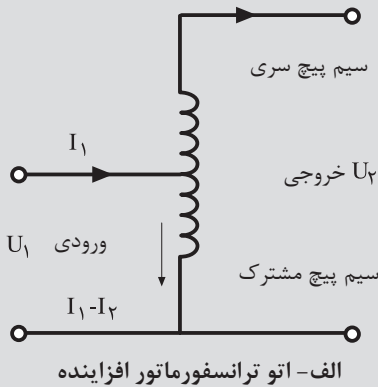 سیم پیچ سری
I۱
U۲ خروجی
U۱ ورودی
سیم پیچ مشترک
I۱-I۲
الف- اتو ترانسفورماتور افزاینده